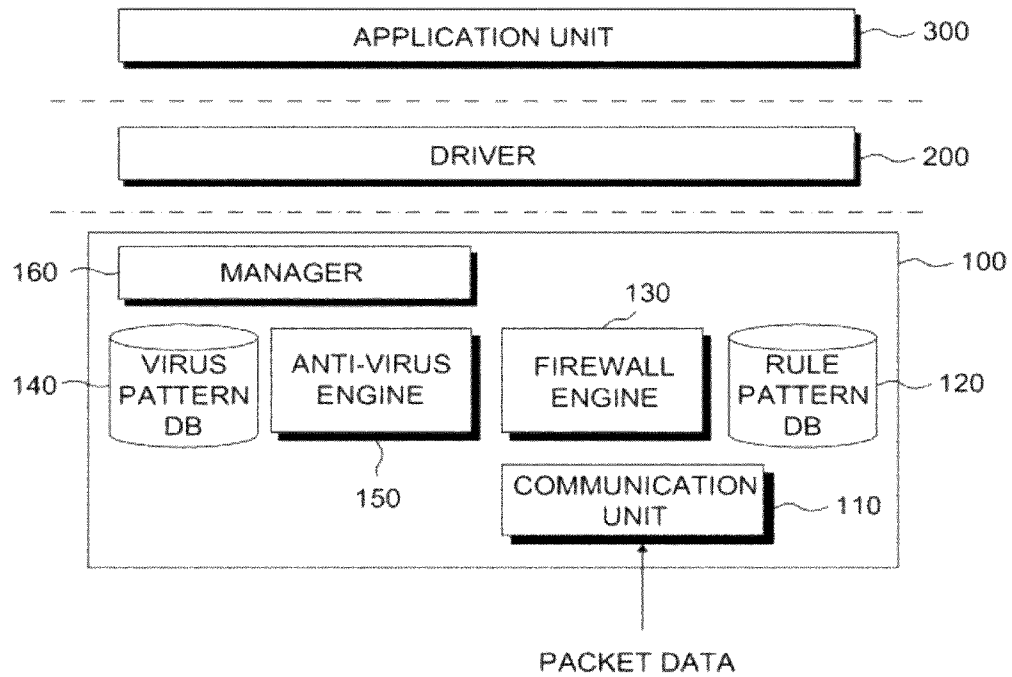 APPLICATION UNIT
300
DRIVER
200
160
MANAGER
100
130
140
VIRUS
PATTERN
DB
ANTI-VIRUS
ENGINE
FIREWALL
ENGINE
RULE
PATTERN
DB
120
150
COMMUNICATION
UNIT
110
PACKET DATA